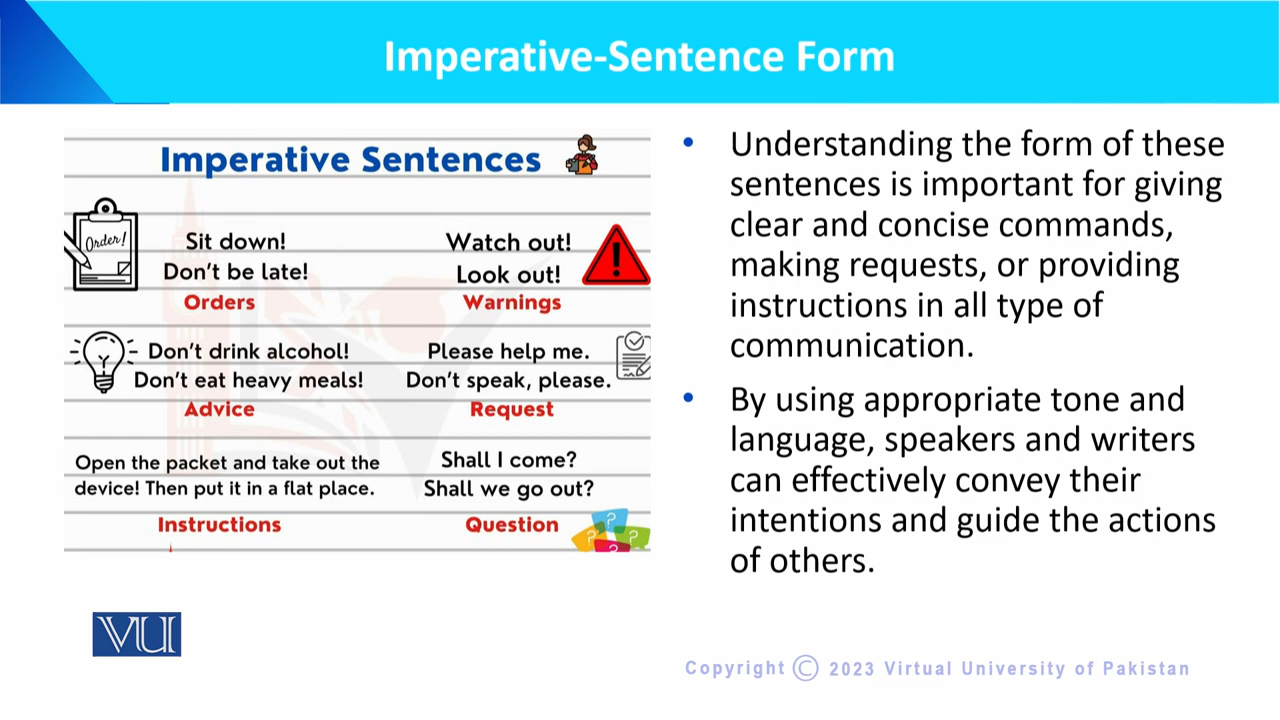 Imperative-Sentence Form
Imperative Sentences
Order!
Sit down!
Don't be late!
Orders
Watch out!
Look out!
Warnings
Don't drink alcohol!
Don't eat heavy meals!
Advice
Please help me.
Don't speak, please.
Request
Open the packet and take out the
device! Then put it in a flat place.
Instructions
Shall I come?
Shall we go out?
Question
? ? ? ?
• Understanding the form of these
sentences is important for giving
clear and concise commands,
making requests, or providing
instructions in all type of
communication.
• By using appropriate tone and
language, speakers and writers
can effectively convey their
intentions and guide the actions
of others.
VU
Copyright © 2023 Virtual University of Pakistan